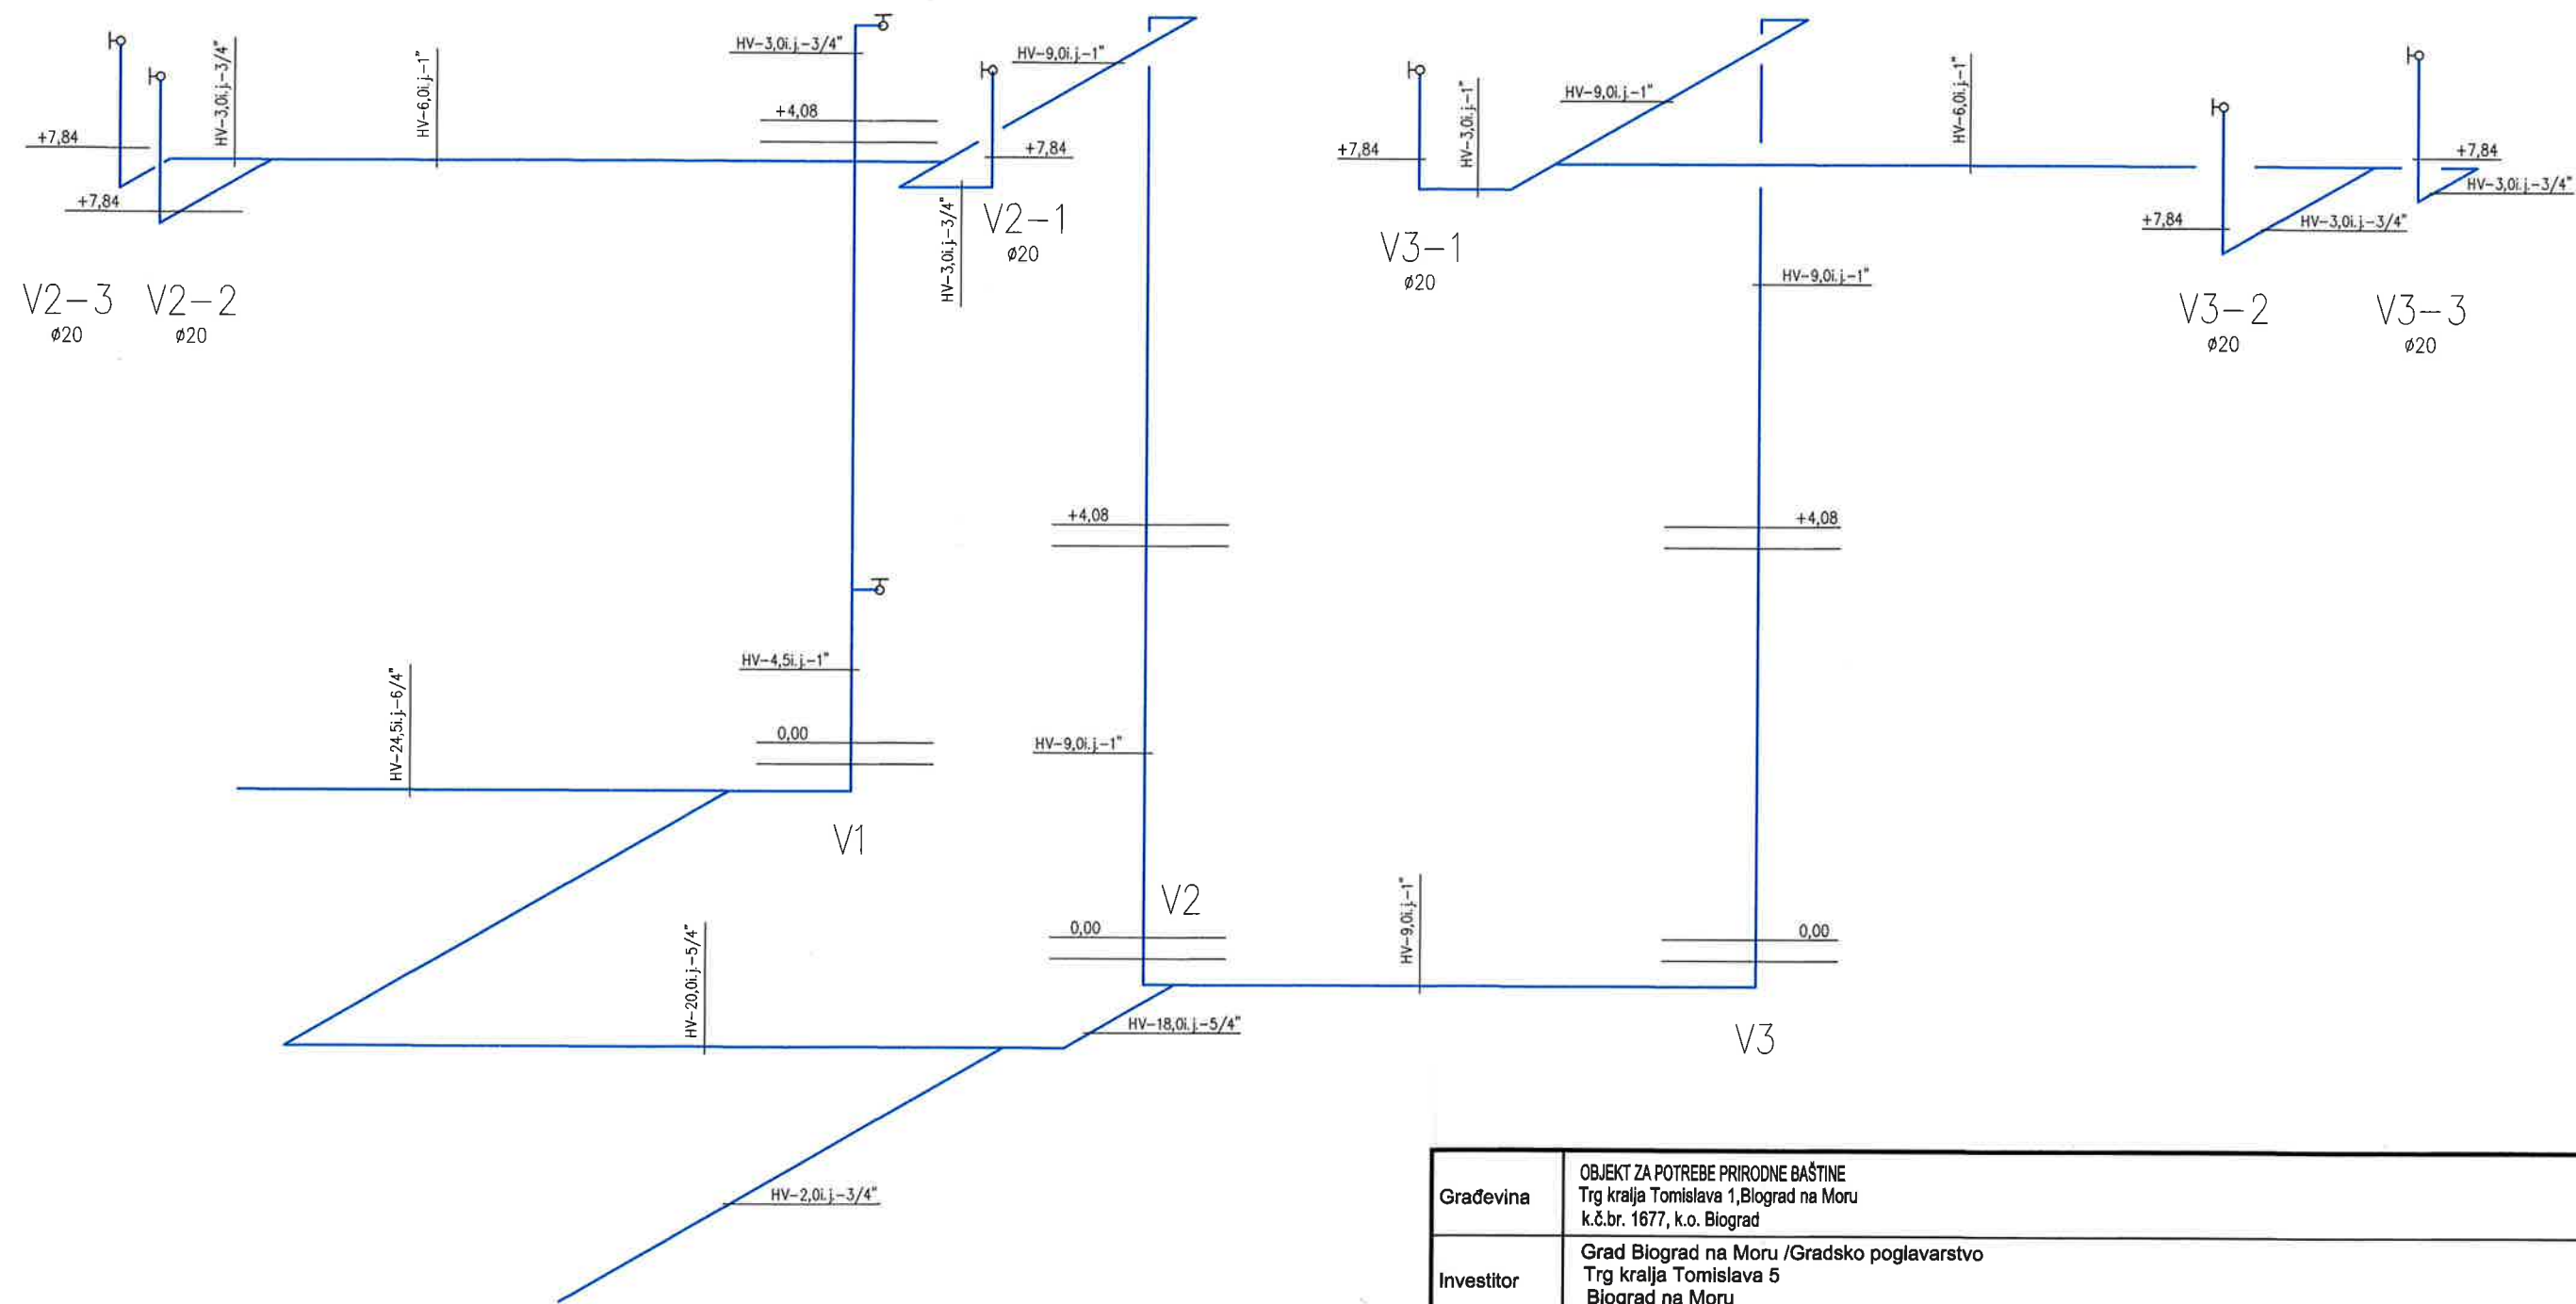 HV-3,0i.j.-3/4"
HV-6,0i.j-1"
HV-3,0i.j.-3/4"
HV-9,0i.j.-1"
+4,08
+7,84
+7,84
+7,84
HV-3,0i.j.-3/4"
V2-1
ø20
V2-3
ø20
V2-2
ø20
+7,84
HV-3,0i.j.-1"
HV-9,0i.j.-1"
HV-6,0i.j.-1"
+7,84
HV-3,0i.j.-3/4"
+7,84
HV-3,0i.j.-3/4"
V3-1
ø20
HV-9,0i.j.-1"
V3-2
ø20
V3-3
ø20
+4,08
+4,08
HV-4,5i.j.-1"
HV-24,5i.j.-6/4"
0,00
HV-9,0i.j.-1"
V1
V2
0,00
HV-9,0i.j.-1"
0,00
HV-20,0i.j.-5/4"
HV-18,0i.j.-5/4"
V3
HV-2,0i.j.-3/4"
Građevina
OBJEKT ZA POTREBE PRIRODNE BAŠTINE
Trg kralja Tomislava 1,Biograd na Moru
k.č.br. 1677, k.o. Biograd
Investitor
Grad Biograd na Moru /Gradsko poglavarstvo
Trg kralja Tomislava 5
Biograd na Moru